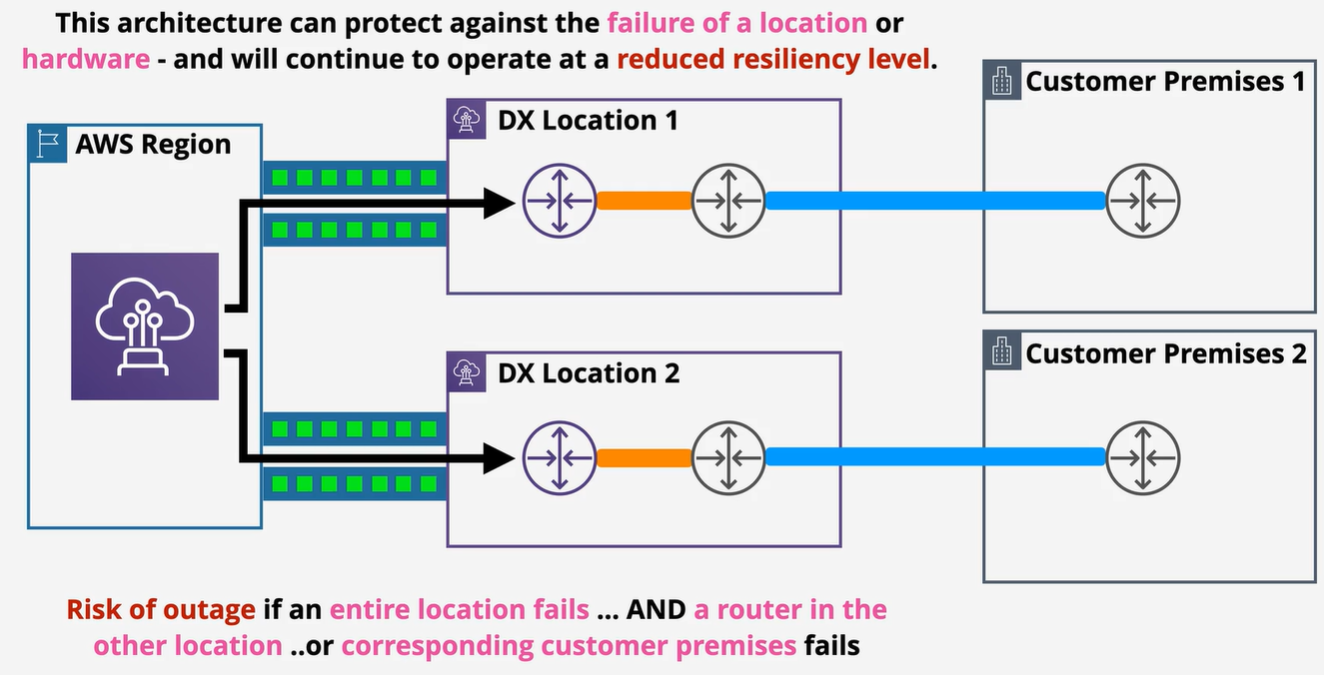 This architecture can protect against the failure of a location or
hardware - and will continue to operate at a reduced resiliency level.
Customer Premises 1
DX Location 1
AWS Region
Customer Premises 2
DX Location 2
Risk of outage if an entire location fails ... AND a router in the
other location ..or corresponding customer premises fails